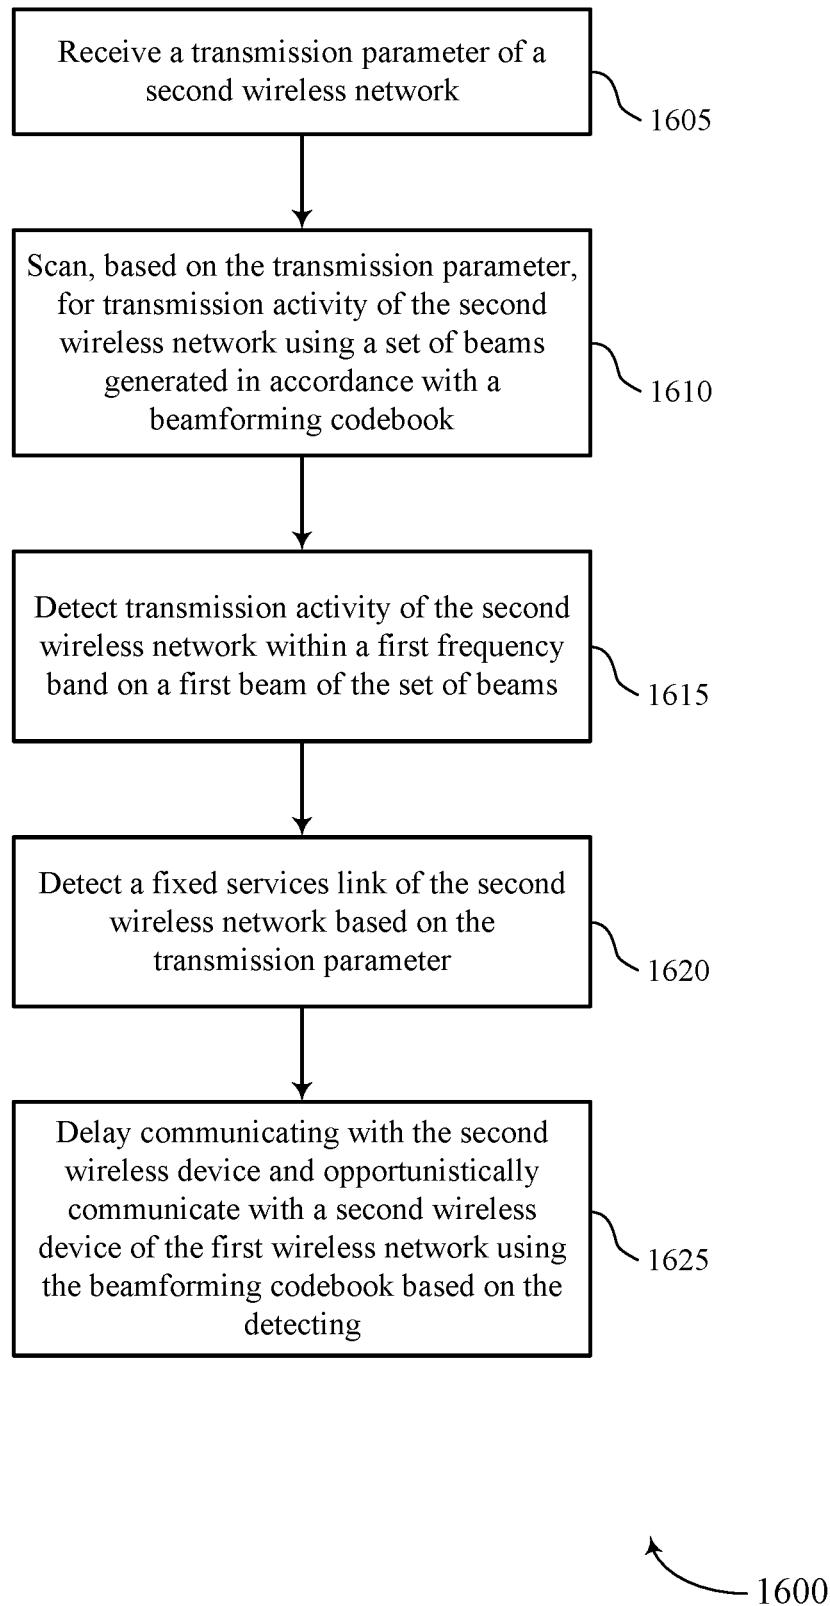 Receive a transmission parameter of a
second wireless network
1605
Scan, based on the transmission parameter,
for transmission activity of the second
wireless network using a set of beams
generated in accordance with a
beamforming codebook
1610
Detect transmission activity of the second
wireless network within a first frequency
band on a first beam of the set of beams
1615
Detect a fixed services link of the second
wireless network based on the
transmission parameter
1620
Delay communicating with the second
wireless device and opportunistically
communicate with a second wireless
device of the first wireless network using
the beamforming codebook based on the
detecting
1625
1600